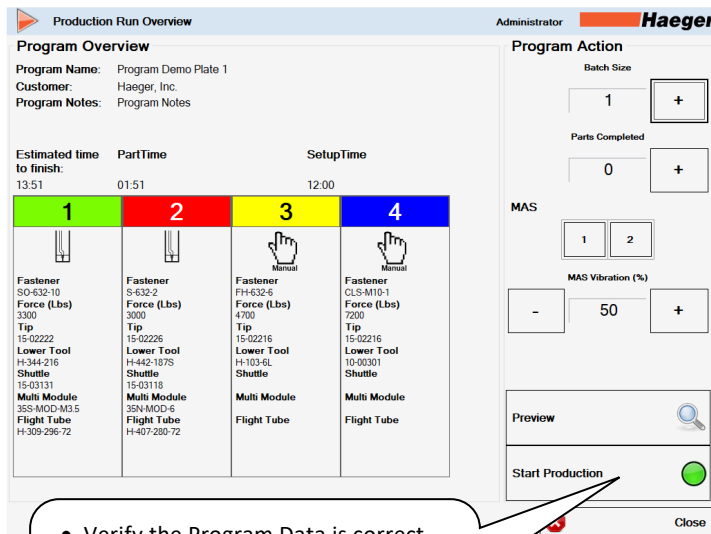 Production Run Overview
Administrator
Haeger
Program Overview
Program Name: Program Demo Plate 1
Customer: Haeger, Inc.
Program Notes: Program Notes
Estimated time to finish:
13:51
PartTime
01:51
SetupTime
12:00
1
Fastener
SO-632-10
Force (Lbs)
3300
Tip
15-02222
Lower Tool
H-344-216
Shuttle
15-03131
Multi Module
35S-MOD-M3.5
Flight Tube
H-309-296-72
2
Fastener
S-632-2
Force (Lbs)
3000
Tip
15-02226
Lower Tool
H-442-187S
Shuttle
15-03118
Multi Module
35N-MOD-6
Flight Tube
H-407-280-72
3
Manual
Fastener
FH-632-6
Force (Lbs)
4700
Tip
15-02216
Lower Tool
H-103-6L
Shuttle
Multi Module
Flight Tube
4
Manual
Fastener
CLS-M10-1
Force (Lbs)
7200
Tip
15-02216
Lower Tool
10-00301
Shuttle
Multi Module
Flight Tube
Program Action
Batch Size
1 +
Parts Completed
0 +
MAS
1 2
MAS Vibration (%)
- 50 +
Preview
Start Production
Close
• Verify the Program Data is correct